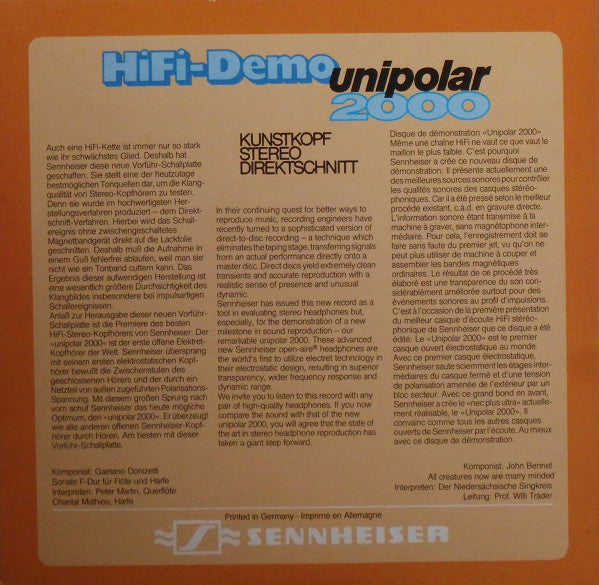 HiFi-Demo unipolar
2000
Auch eine HiFi-Kette ist immer nur so stark
wie ihr schwächstes Glied. Deshalb hat
Sennheiser diese neue Vorführ-Schallplatte
geschaffen: Sie stellt eine der heutzutage
bestmöglichen Tonquellen dar, um die Klang-
qualität von Stereo-Kopfhörern zu testen.
Denn sie wurde im hochwertigsten Her-
stellungsverfahren produziert – dem Direkt-
schnitt-Verfahren. Hierbei wird das Schall-
ereignis ohne zwischengeschaltetes
Magnetbandgerät direkt auf die Lackfolie
geschnitten. Deshalb muß die Aufnahme in
einem Guß fehlerfrei ablaufen, weil man sie
nicht wie ein Tonband cuttern kann. Das
Ergebnis dieser aufwendigen Herstellung ist
eine wesentlich größere Durchsichtigkeit des
Klangbildes insbesondere bei impulsartigen
Schallereignissen.
Anlaß zur Herausgabe dieser neuen Vorführ-
Schallplatte ist die Premiere des besten
HiFi-Stereo-Kopfhörers von Sennheiser: Der
»unipolar 2000« ist der erste offene Elektret-
Kopfhörer der Welt. Sennheiser übersprang
mit seinem ersten elektrostatischen Kopf-
hörer bewußt die Zwischenstufen des
geschlossenen Hörers und der durch ein
Netzteil von außen zugeführten Polarisations-
Spannung. Mit diesem großen Sprung nach
vorn schuf Sennheiser das heute mögliche
Optimum, den »unipolar 2000«. Er überzeugt
wie alle anderen offenen Sennheiser-Kopf-
hörer durch Hören. Am besten mit dieser
Vorführ-Schallplatte.
Komponist: Gaetano Donizetti
Sonate F-Dur für Flöte und Harfe
Interpreten: Peter Martin, Querflöte
Chantal Mathieu, Harfe
KUNSTKOPF
STEREO
DIREKTSCHNITT
In their continuing quest for better ways to
reproduce music, recording engineers have
recently turned to a sophisticated version of
direct-to-disc recording – a technique which
eliminates the taping stage, transferring signals
from an actual performance directly onto a
master disc. Direct discs yield extremely clean
transients and accurate reproduction with a
realistic sense of presence and unusual
dynamic.
Sennheiser has issued this new record as a
tool in evaluating stereo headphones but,
especially, for the demonstration of a new
milestone in sound reproduction – our
remarkable unipolar 2000. These advanced
new Sennheiser open-aire® headphones are
the world's first to utilize electret technology in
their electrostatic design, resulting in superior
transparency, wider frequency response and
dynamic range.
We invite you to listen to this record with any
pair of high-quality headphones. If you now
compare the sound with that of the new
unipolar 2000, you will agree that the state of
the art in stereo headphone reproduction has
taken a giant step forward.
Disque de démonstration «Unipolar 2000»
Même une chaîne HiFi ne vaut ce que vaut le
maillon le plus faible. C'est pourquoi
Sennheiser a crée ce nouveau disque de
démonstration: Il présente actuellement une
des meilleures sources sonores pour contrôler
les qualités sonores des casques stéréo-
phoniques. Car il a été pressé selon le meilleur
procédé existant, c.à.d. en gravure directe.
L'information sonore étant transmise à la
machine à graver, sans magnétophone inter-
médiaire. Pour cela, l'enregistrement doit se
faire sans faute du premier jet, vu qu'on ne
peut plus utiliser de machine à couper et
assembler les bandes magnétiques
ordinaires. Le résultat de ce procédé très
élaboré est une transparence du son con-
sidérablement améliorée surtout pour des
événements sonores au profil d'impulsions.
C'est à l'occasion de la première présentation
du meilleur casque d'écoute HiFi stéréo-
phonique de Sennheiser que ce disque a été
édité: Le «Unipolar 2000» est le premier
casque ouvert électrostatique au monde.
Avec ce premier casque électrostatique,
Sennheiser saute sciemment les étages inter-
médiaires du casque fermé et d'une tension
de polarisation amenée de l'extérieur par un
bloc secteur. Avec ce grand bond en avant,
Sennheiser a crée le «nec plus ultra» actuelle-
ment réalisable, le «Unipolar 2000». Il
convainc comme tous les autres casques
ouverts de Sennheiser par l'écoute. Au mieux
avec ce disque de démonstration.
Komponist: John Bennet
All creatures now are marry minded
Interpreten: Der Niedersächsische Singkreis
Leitung: Prof. Willi Träder
Printed in Germany · Imprimé en Allemagne
SENNHEISER